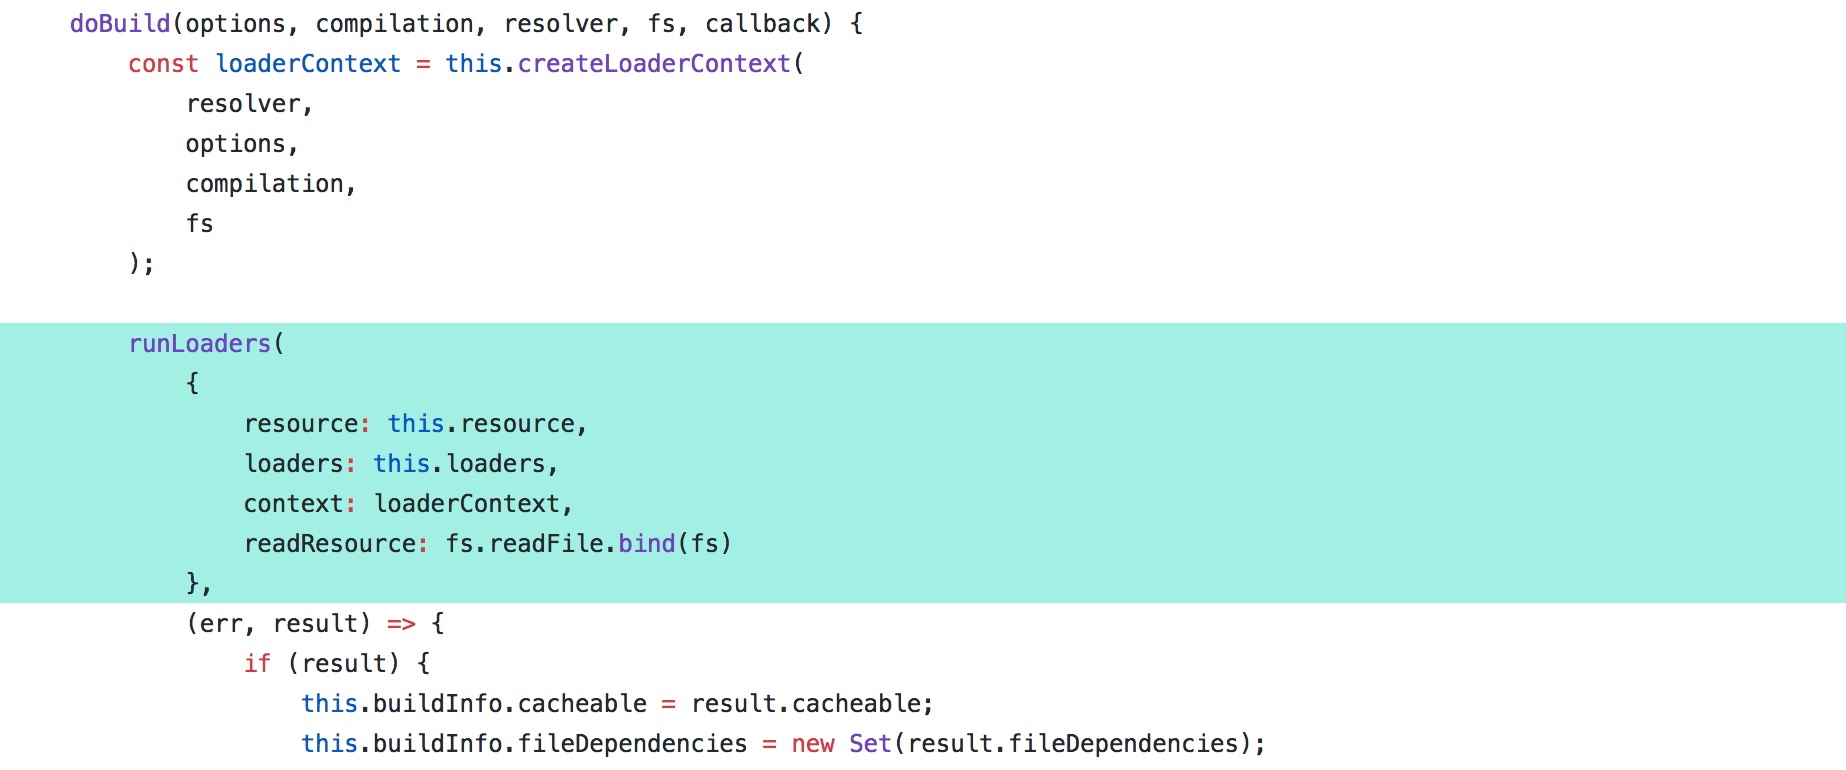 doBuild(options, compilation, resolver, fs, callback) {
    const loaderContext = this.createLoaderContext(
        resolver,
        options,
        compilation,
        fs
    );

    runLoaders(
        {
            resource: this.resource,
            loaders: this.loaders,
            context: loaderContext,
            readResource: fs.readFile.bind(fs)
        },
        (err, result) => {
            if (result) {
                this.buildInfo.cacheable = result.cacheable;
                this.buildInfo.fileDependencies = new Set(result.fileDependencies);